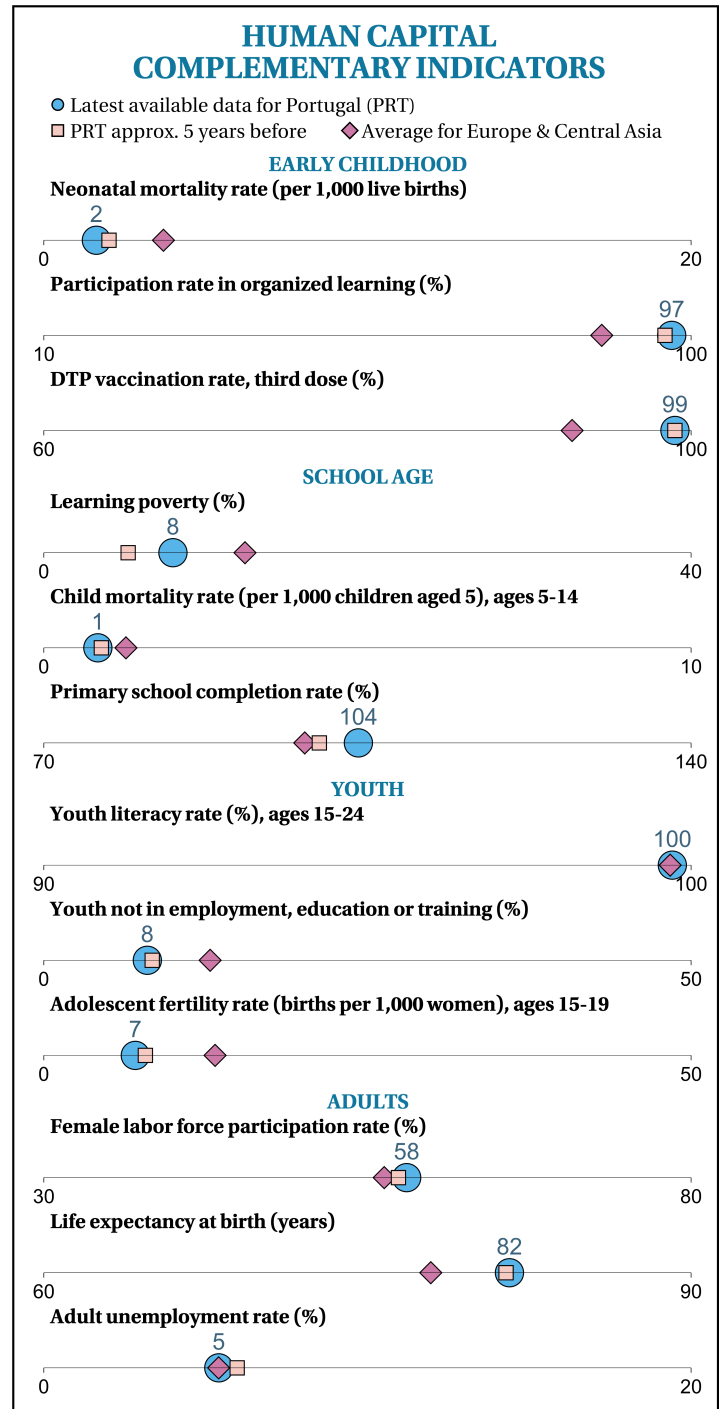 HUMAN CAPITAL
COMPLEMENTARY INDICATORS
Latest available data for Portugal (PRT)
PRT approx. 5 years before Average for Europe & Central Asia
EARLY CHILDHOOD
Neonatal mortality rate (per 1,000 live births)
2
0 20
Participation rate in organized learning (%)
97
10 100
DTP vaccination rate, third dose (%)
99
60 100
SCHOOL AGE
Learning poverty (%)
8
0 40
Child mortality rate (per 1,000 children aged 5), ages 5-14
1
0 10
Primary school completion rate (%)
104
70 140
YOUTH
Youth literacy rate (%), ages 15-24
100
90 100
Youth not in employment, education or training (%)
8
0 50
Adolescent fertility rate (births per 1,000 women), ages 15-19
7
0 50
ADULTS
Female labor force participation rate (%)
58
30 80
Life expectancy at birth (years)
82
60 90
Adult unemployment rate (%)
5
0 20